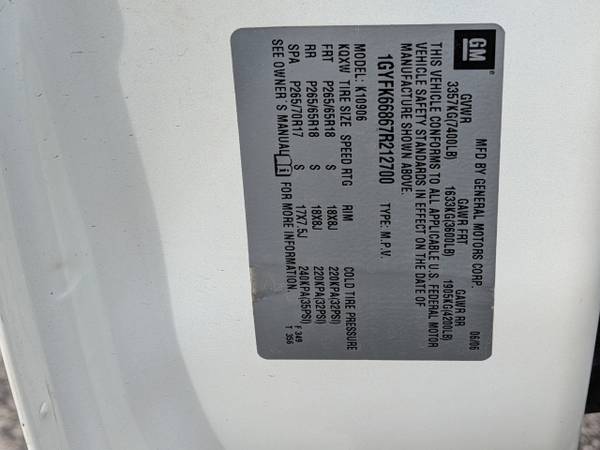 GM
MFD BY GENERAL MOTORS CORP. 06/06
GVWR GAWR FRT GAWR RR
3357KG(7400LB) 1633KG(3600LB) 1905KG(4200LB)
THIS VEHICLE CONFORMS TO ALL APPLICABLE U.S. FEDERAL MOTOR
VEHICLE SAFETY STANDARDS IN EFFECT ON THE DATE OF
MANUFACTURE SHOWN ABOVE.
1GYFK66867R212700 TYPE: M.P.V.
MODEL: K10906
KQXW TIRE SIZE SPEED RTG RIM COLD TIRE PRESSURE
FRT P265/65R18 S 18X8J 220KPA(32PSI)
RR P265/65R18 S 18X8J 220KPA(32PSI)
SPA P265/70R17 S 17X7.5J 240KPA(35PSI)
SEE OWNER'S MANUAL FOR MORE INFORMATION.
F 349
T 356